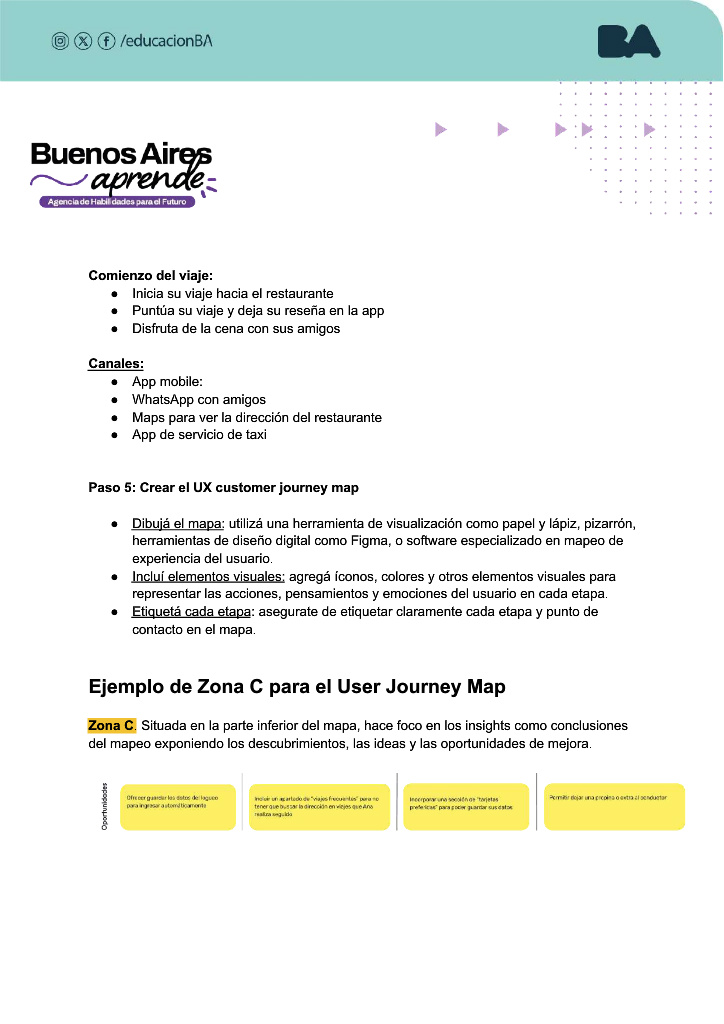 /educacionBA
BA
Buenos Aires
aprende
Agencia de Habilidades para el Futuro
Comienzo del viaje:
● Inicia su viaje hacia el restaurante
● Puntúa su viaje y deja su reseña en la app
● Disfruta de la cena con sus amigos
Canales:
● App mobile:
● WhatsApp con amigos
● Maps para ver la dirección del restaurante
● App de servicio de taxi
Paso 5: Crear el UX customer journey map
● Dibujá el mapa: utilizá una herramienta de visualización como papel y lápiz, pizarrón,
herramientas de diseño digital como Figma, o software especializado en mapeo de
experiencia del usuario.
● Incluí elementos visuales: agregá íconos, colores y otros elementos visuales para
representar las acciones, pensamientos y emociones del usuario en cada etapa.
● Etiquetá cada etapa: asegurate de etiquetar claramente cada etapa y punto de
contacto en el mapa.
Ejemplo de Zona C para el User Journey Map
Zona C. Situada en la parte inferior del mapa, hace foco en los insights como conclusiones
del mapeo exponiendo los descubrimientos, las ideas y las oportunidades de mejora.
Oportunidades
Ofrecer guardar los datos del logueo
para ingresar automáticamente
Incluir un apartado de "viajes frecuentes" para no
tener que buscar la dirección en viajes que Ana
realiza seguido
Incorporar una sección de "tarjetas
preferidas" para poder guardar sus datos
Permitir dejar una propina o extra al conductor